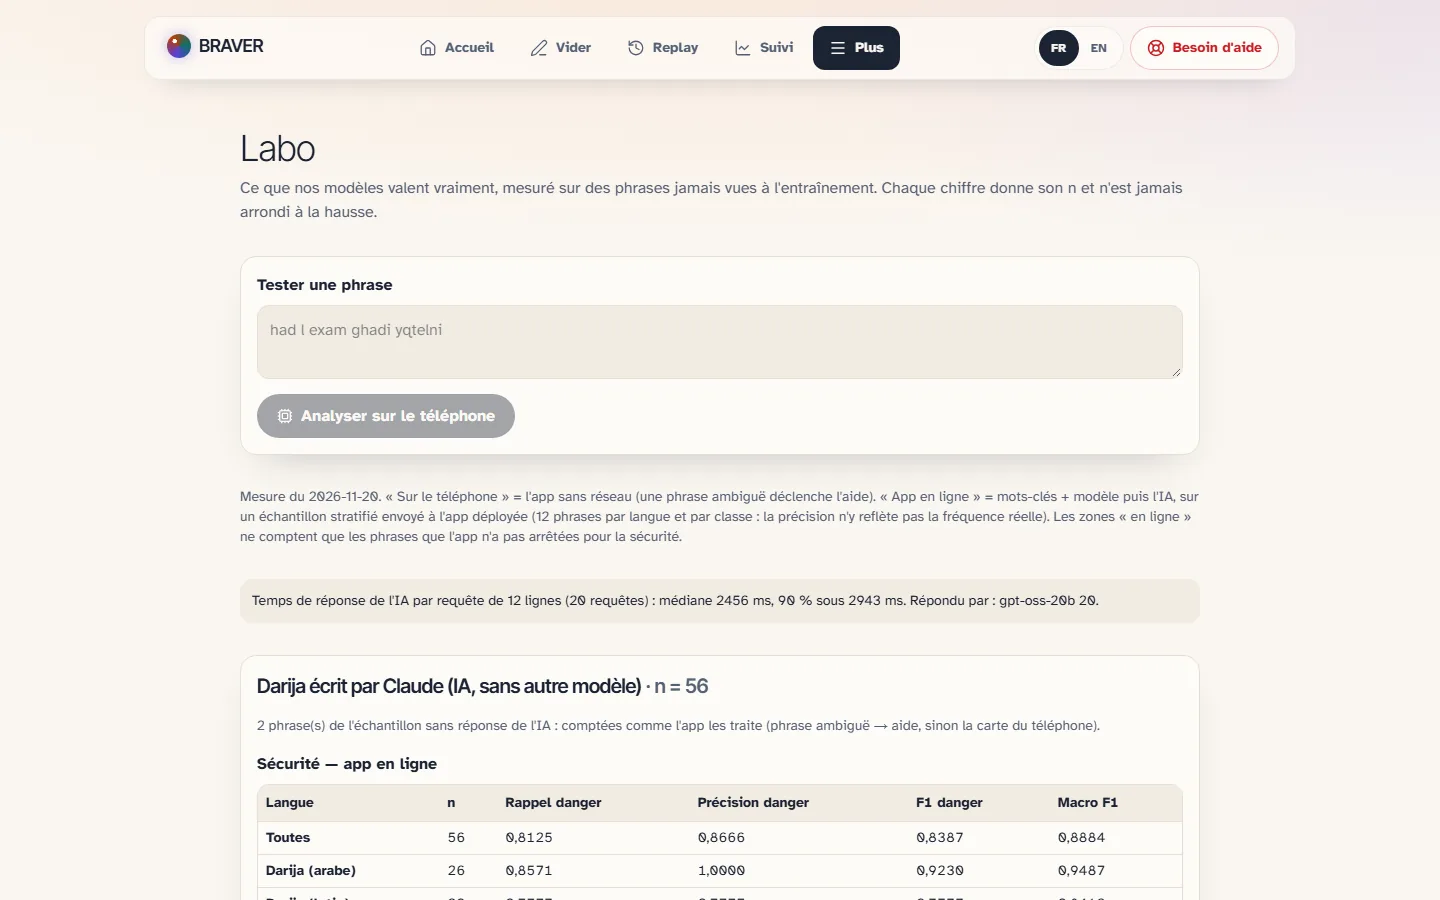 BRAVER
Accueil
Vider
Replay
Suivi
Plus
FR
EN
Besoin d'aide
Labo
Ce que nos modèles valent vraiment, mesuré sur des phrases jamais vues à l'entraînement. Chaque chiffre donne son n et n'est jamais
arrondi à la hausse.
Tester une phrase
had l exam ghadi yqtelni
Analyser sur le téléphone
Mesure du 2026-11-20. « Sur le téléphone » = l'app sans réseau (une phrase ambiguë déclenche l'aide). « App en ligne » = mots-clés + modèle puis l'IA, sur
un échantillon stratifié envoyé à l'app déployée (12 phrases par langue et par classe : la précision n'y reflète pas la fréquence réelle). Les zones « en ligne »
ne comptent que les phrases que l'app n'a pas arrêtées pour la sécurité.
Temps de réponse de l'IA par requête de 12 lignes (20 requêtes) : médiane 2456 ms, 90 % sous 2943 ms. Répondu par : gpt-oss-20b 20.
Darija écrit par Claude (IA, sans autre modèle) · n = 56
2 phrase(s) de l'échantillon sans réponse de l'IA : comptées comme l'app les traite (phrase ambiguë → aide, sinon la carte du téléphone).
Sécurité — app en ligne
Langue n Rappel danger Précision danger F1 danger Macro F1
Toutes 56 0,8125 0,8666 0,8387 0,8884
Darija (arabe) 26 0,8571 1,0000 0,9230 0,9487